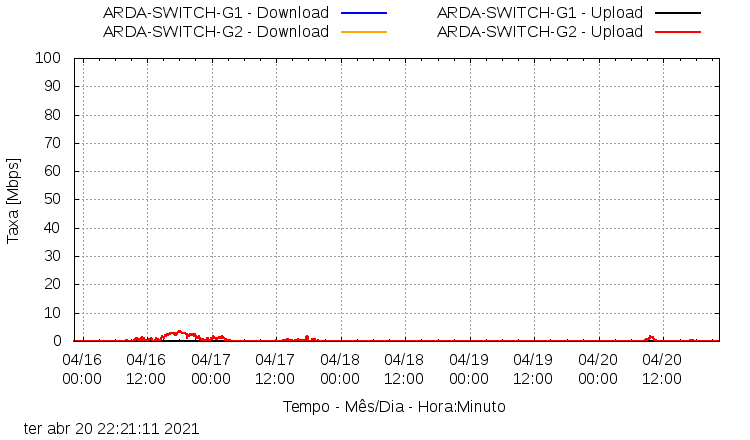 ARDA-SWITCH-G1 - Download ARDA-SWITCH-G1 - Upload
ARDA-SWITCH-G2 - Download ARDA-SWITCH-G2 - Upload
100
90
80
70
60
50
40
30
20
10
0
Taxa [Mbps]
04/16 04/16 04/17 04/17 04/18 04/18 04/19 04/19 04/20 04/20
00:00 12:00 00:00 12:00 00:00 12:00 00:00 12:00 00:00 12:00
Tempo - Mês/Dia - Hora:Minuto
ter abr 20 22:21:11 2021